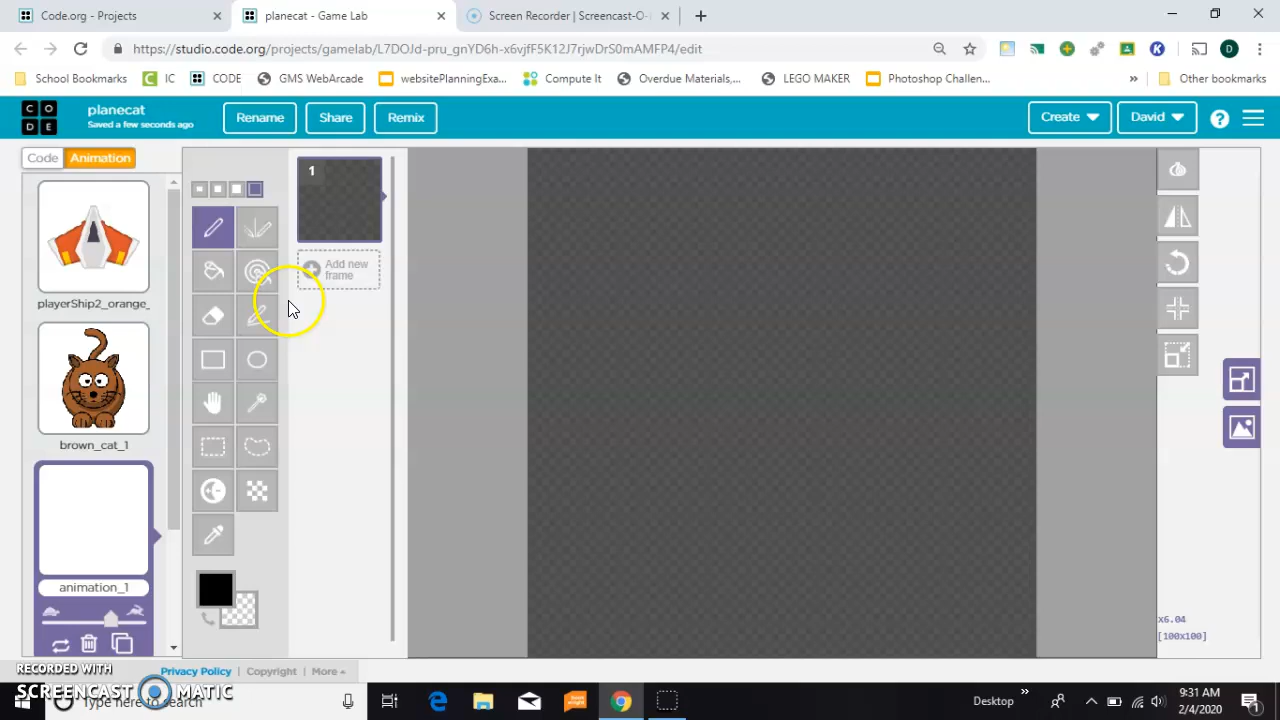 Code.org - Projects
planecat - Game Lab
Screen Recorder | Screencast-O-
https://studio.code.org/projects/gamelab/L7DOJd-pru_gnYD6h-x6vjfF5K12J7rjwDrS0mAMFP4/edit
D
School Bookmarks
IC
CODE
GMS WebArcade
websitePlanningExa...
Compute It
Overdue Materials,...
LEGO MAKER
Photoshop Challen...
»
Other bookmarks
C O
D E
planecat
Saved a few seconds ago
Rename
Share
Remix
Create
David
?
Code
Animation
1
Add new
frame
playerShip2_orange_
brown_cat_1
animation_1
x6.04
[100x100]
Privacy Policy
Copyright
More
RECORDED WITH
SCREENCAST MATIC
Type here to search
Desktop
»
9:31 AM
2/4/2020
1